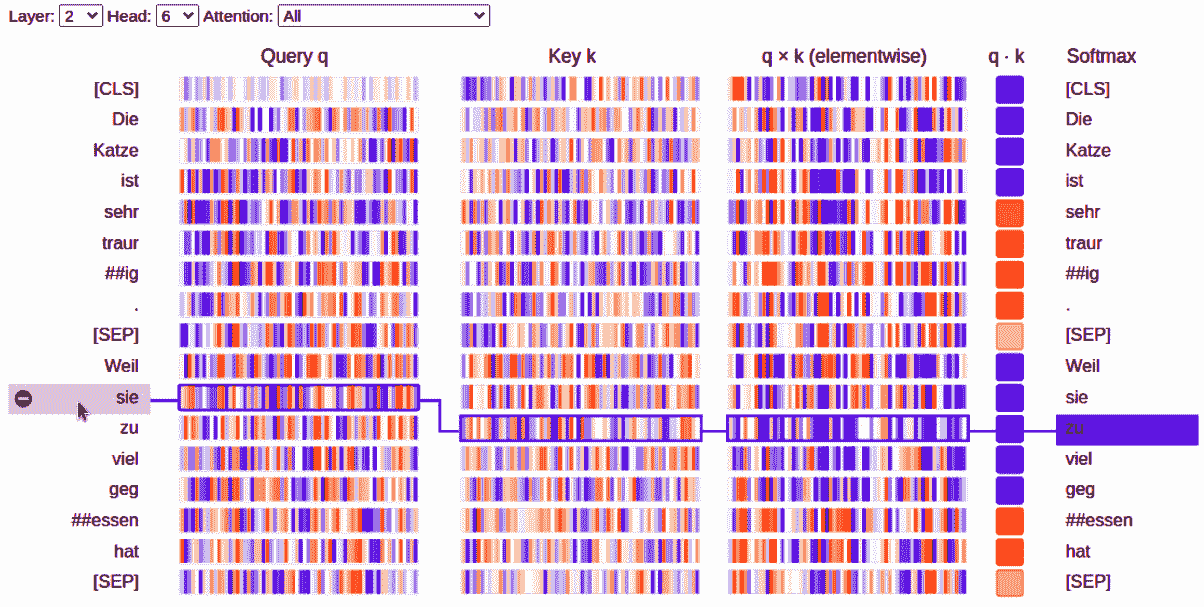 Layer: 2 Head: 6 Attention: All
Query q Key k q × k (elementwise) q · k Softmax
[CLS] [CLS]
Die Die
Katze Katze
ist ist
sehr sehr
traur traur
##ig ##ig
. .
[SEP] [SEP]
Weil Weil
sie sie
zu zu
viel viel
geg geg
##essen ##essen
hat hat
[SEP] [SEP]